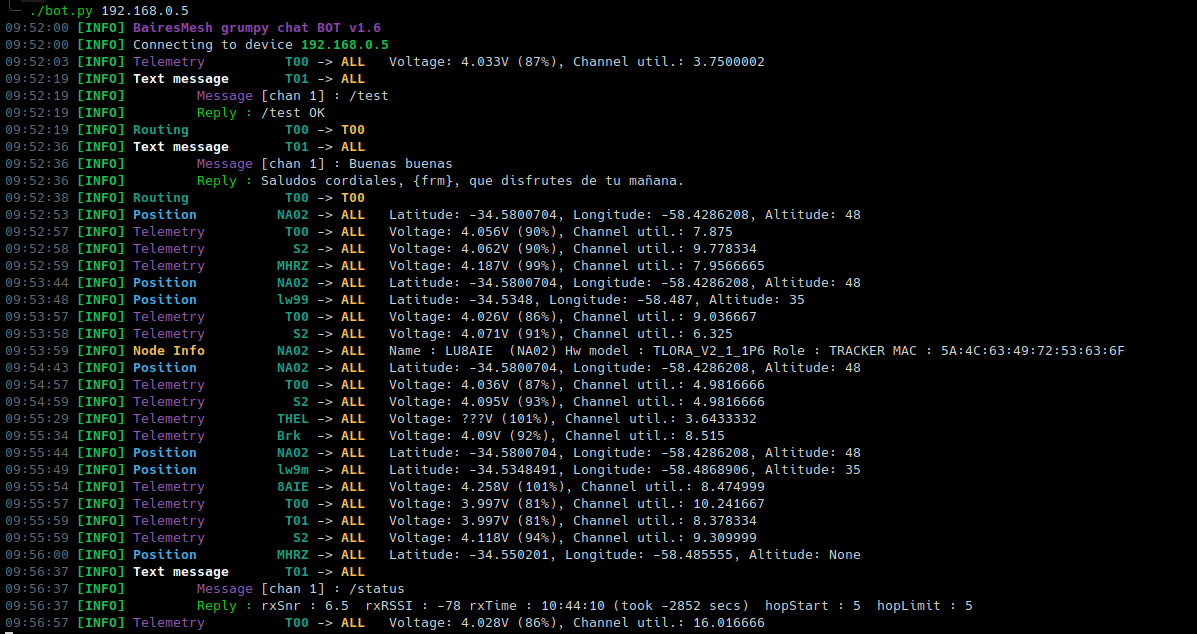 ./bot.py 192.168.0.5
09:52:00 [INFO] BairesMesh grumpy chat BOT v1.6
09:52:00 [INFO] Connecting to device 192.168.0.5
09:52:03 [INFO] Telemetry T00 -> ALL Voltage: 4.033V (87%), Channel util.: 3.7500002
09:52:19 [INFO] Text message T01 -> ALL
09:52:19 [INFO] Message [chan 1] : /test
09:52:19 [INFO] Reply : /test OK
09:52:19 [INFO] Routing T00 -> T00
09:52:36 [INFO] Text message T01 -> ALL
09:52:36 [INFO] Message [chan 1] : Buenas buenas
09:52:36 [INFO] Reply : Saludos cordiales, {frm}, que disfrutes de tu mañana.
09:52:38 [INFO] Routing T00 -> T00
09:52:53 [INFO] Position NA02 -> ALL Latitude: -34.5800704, Longitude: -58.4286208, Altitude: 48
09:52:57 [INFO] Telemetry T00 -> ALL Voltage: 4.056V (90%), Channel util.: 7.875
09:52:58 [INFO] Telemetry S2 -> ALL Voltage: 4.062V (90%), Channel util.: 9.778334
09:52:59 [INFO] Telemetry MHRZ -> ALL Voltage: 4.187V (99%), Channel util.: 7.9566665
09:53:44 [INFO] Position NA02 -> ALL Latitude: -34.5800704, Longitude: -58.4286208, Altitude: 48
09:53:48 [INFO] Position lw99 -> ALL Latitude: -34.5348, Longitude: -58.487, Altitude: 35
09:53:57 [INFO] Telemetry T00 -> ALL Voltage: 4.026V (86%), Channel util.: 9.036667
09:53:58 [INFO] Telemetry S2 -> ALL Voltage: 4.071V (91%), Channel util.: 6.325
09:53:59 [INFO] Node Info NA02 -> ALL Name : LU8AIE (NA02) Hw model : TLORA_V2_1_1P6 Role : TRACKER MAC : 5A:4C:63:49:72:53:63:6F
09:54:43 [INFO] Position NA02 -> ALL Latitude: -34.5800704, Longitude: -58.4286208, Altitude: 48
09:54:57 [INFO] Telemetry T00 -> ALL Voltage: 4.036V (87%), Channel util.: 4.9816666
09:54:59 [INFO] Telemetry S2 -> ALL Voltage: 4.095V (93%), Channel util.: 4.9816666
09:55:29 [INFO] Telemetry THEL -> ALL Voltage: ???V (101%), Channel util.: 3.6433332
09:55:34 [INFO] Telemetry Brk -> ALL Voltage: 4.09V (92%), Channel util.: 8.515
09:55:44 [INFO] Position NA02 -> ALL Latitude: -34.5800704, Longitude: -58.4286208, Altitude: 48
09:55:49 [INFO] Position lw9m -> ALL Latitude: -34.5348491, Longitude: -58.4868906, Altitude: 35
09:55:54 [INFO] Telemetry 8AIE -> ALL Voltage: 4.258V (101%), Channel util.: 8.474999
09:55:57 [INFO] Telemetry T00 -> ALL Voltage: 3.997V (81%), Channel util.: 10.241667
09:55:59 [INFO] Telemetry T01 -> ALL Voltage: 3.997V (81%), Channel util.: 8.378334
09:55:59 [INFO] Telemetry S2 -> ALL Voltage: 4.118V (94%), Channel util.: 9.309999
09:56:00 [INFO] Position MHRZ -> ALL Latitude: -34.550201, Longitude: -58.485555, Altitude: None
09:56:37 [INFO] Text message T01 -> ALL
09:56:37 [INFO] Message [chan 1] : /status
09:56:37 [INFO] Reply : rxSnr : 6.5 rxRSSI : -78 rxTime : 10:44:10 (took -2852 secs) hopStart : 5 hopLimit : 5
09:56:57 [INFO] Telemetry T00 -> ALL Voltage: 4.028V (86%), Channel util.: 16.016666